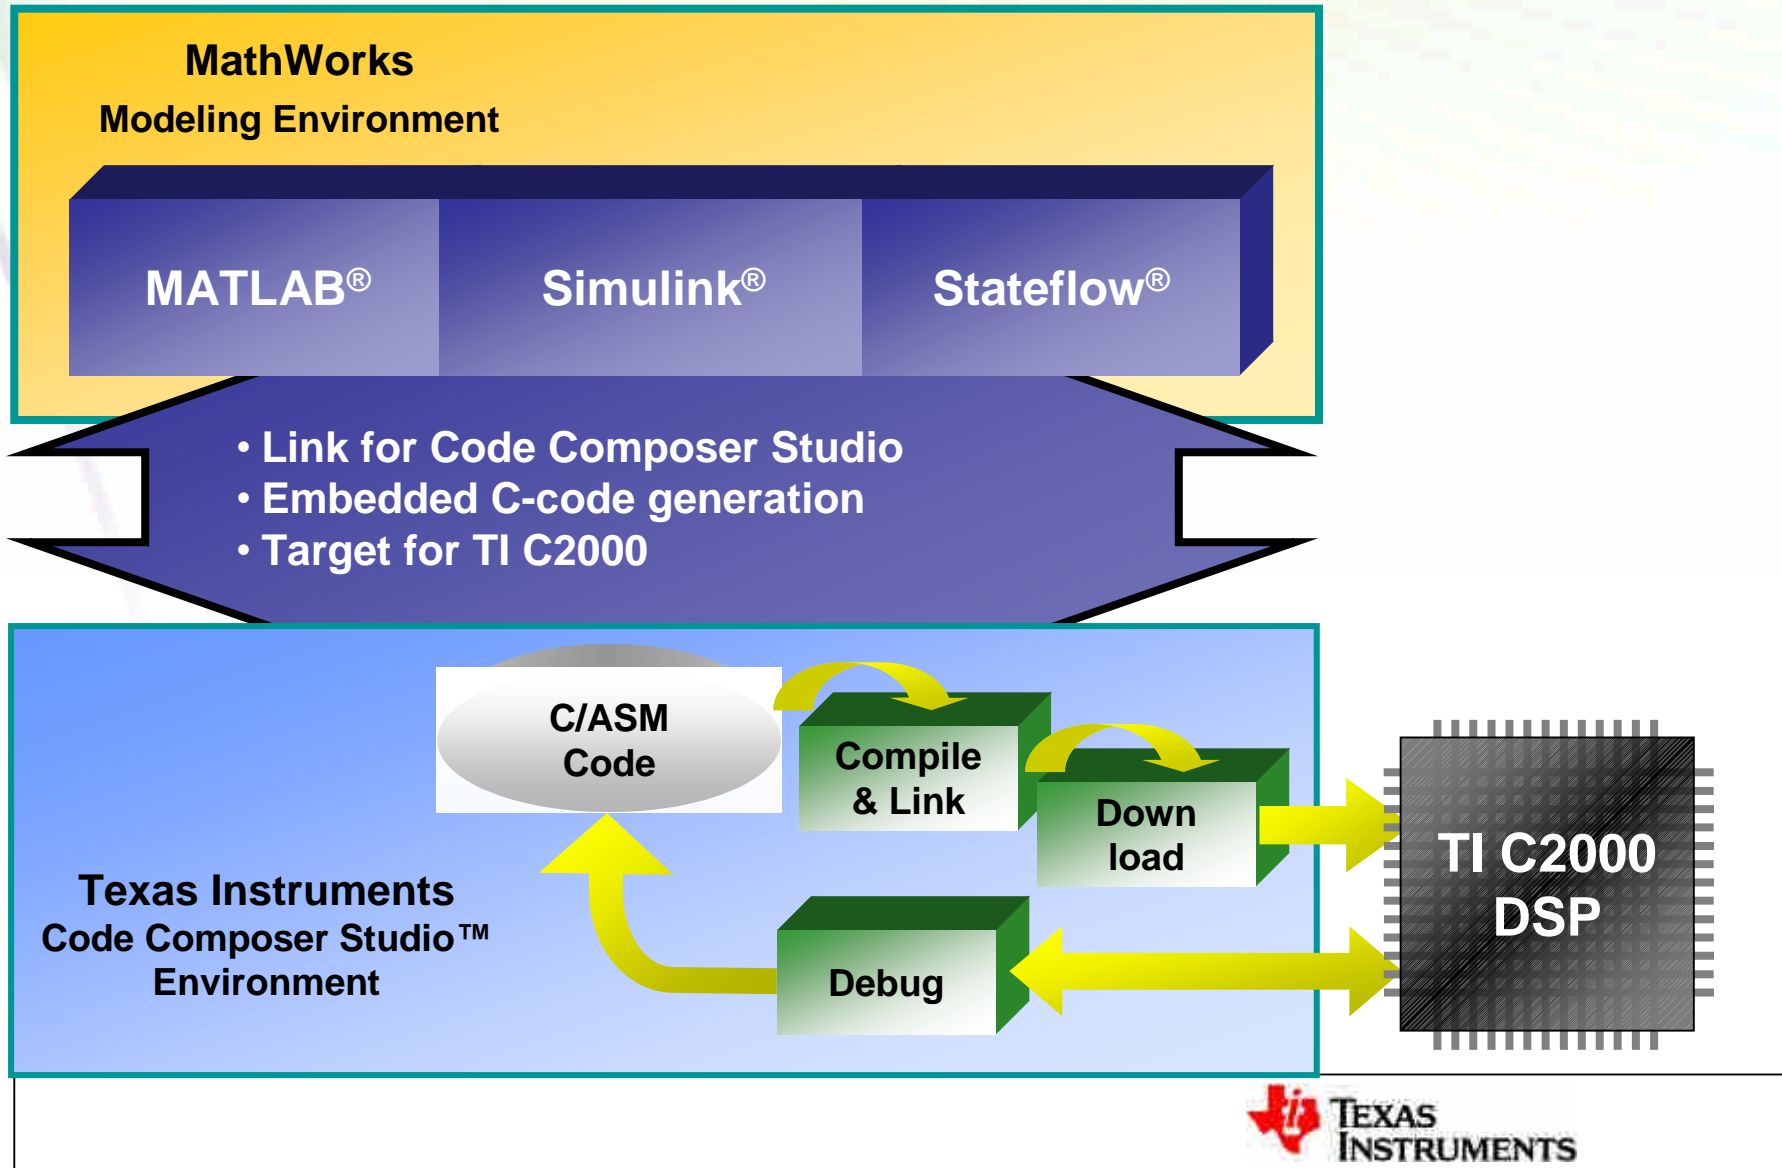 MathWorks
Modeling Environment
MATLAB®
Simulink®
Stateflow®
• Link for Code Composer Studio
• Embedded C-code generation
• Target for TI C2000
C/ASM
Code
Compile
& Link
Down
load
TI C2000
DSP
Texas Instruments
Code Composer Studio™
Environment
Debug
TEXAS
INSTRUMENTS